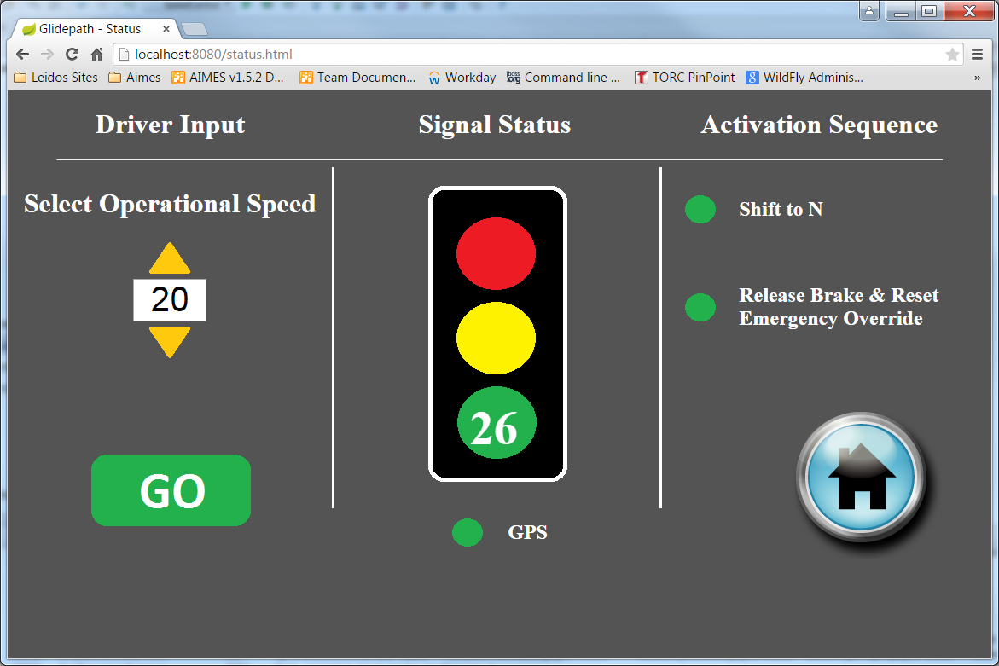 Glidepath - Status
localhost:8080/status.html
Leidos Sites
Aimes
AIMES v1.5.2 D...
Team Documen...
Workday
jboss.org
Command line ...
TORC PinPoint
WildFly Adminis...
Driver Input
Signal Status
Activation Sequence
Select Operational Speed
20
GO
26
GPS
Shift to N
Release Brake & Reset
Emergency Override